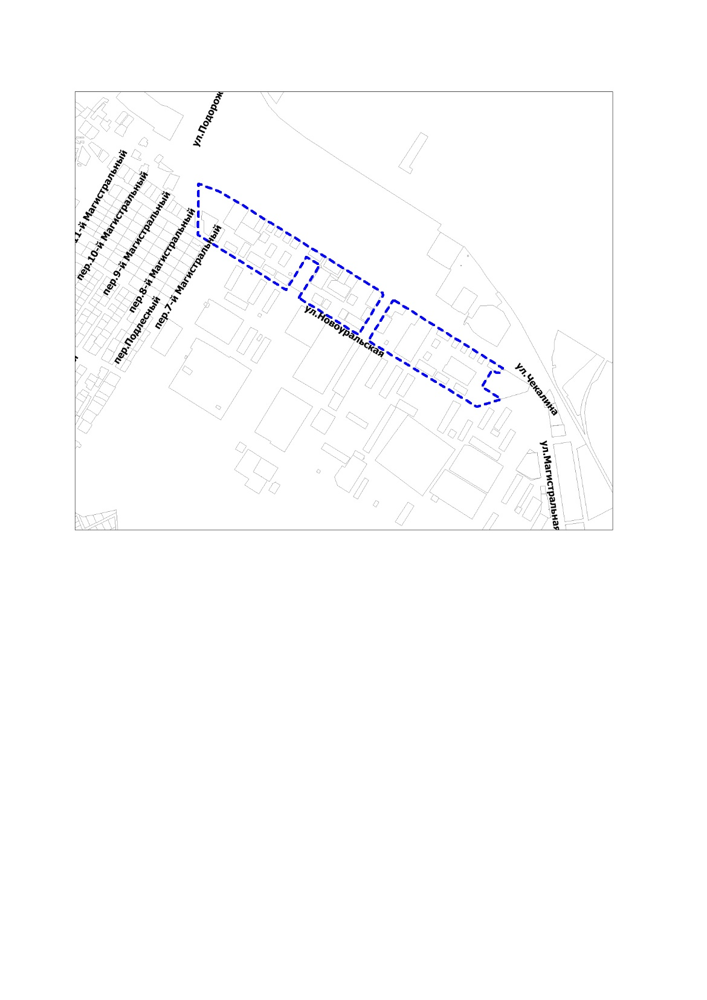 ул.Подорож
11-й Магистральный
пер.10-й Магистральный
пер.9-й Магистральный
пер.8-й Магистральный
пер.7-й Магистральный
пер.Подлесный
ул.Новоуральская
ул.Чекалина
ул.Магистральная